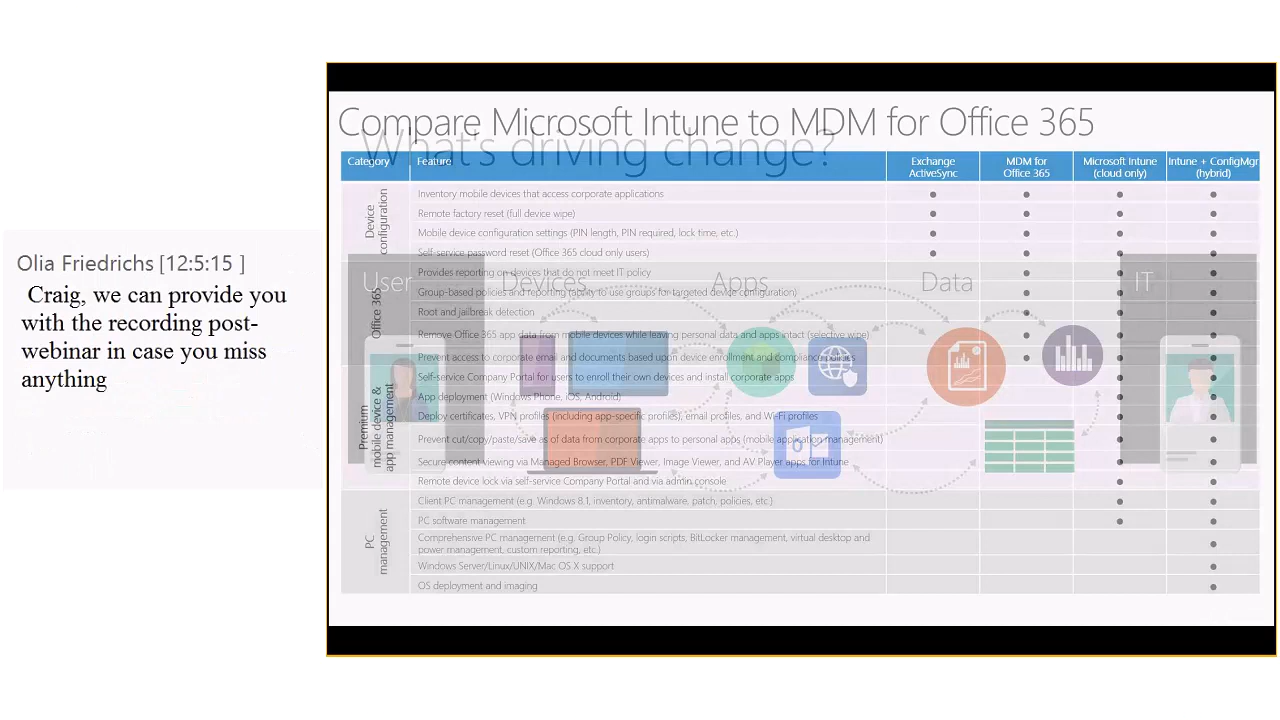 Olia Friedrichs [12:5:15 ]
Craig, we can provide you
with the recording post-
webinar in case you miss
anything
Compare Microsoft Intune to MDM for Office 365
What's driving change?
Category
Feature
Exchange
ActiveSync
MDM for
Office 365
Microsoft Intune
(cloud only)
Intune + ConfigMgr
(hybrid)
Device
configuration
Inventory mobile devices that access corporate applications
Remote factory reset (full device wipe)
Mobile device configuration settings (PIN length, PIN required, lock time, etc.)
Self-service password reset (Office 365 cloud only users)
Office 365
Provides reporting on devices that do not meet IT policy
Group-based policies and reporting (ability to use groups for targeted device configuration)
Root and jailbreak detection
Remove Office 365 app data from mobile devices while leaving personal data and apps intact (selective wipe)
Prevent access to corporate email and documents based upon device enrollment and compliance policies
Premium
mobile device &
app management
Self-service Company Portal for users to enroll their own devices and install corporate apps
App deployment (Windows Phone, iOS, Android)
Deploy certificates, VPN profiles (including app-specific profiles), email profiles, and Wi-Fi profiles
Prevent cut/copy/paste/save as of data from corporate apps to personal apps (mobile application management)
Secure content viewing via Managed Browser, PDF Viewer, Image Viewer, and AV Player apps for Intune
Remote device lock via self-service Company Portal and via admin console
PC
management
Client PC management (e.g. Windows 8.1, inventory, antimalware, patch, policies, etc.)
PC software management
Comprehensive PC management (e.g. Group Policy, login scripts, BitLocker management, virtual desktop and
power management, custom reporting, etc.)
Windows Server/Linux/UNIX/Mac OS X support
OS deployment and imaging
User
Devices
Apps
Data
IT